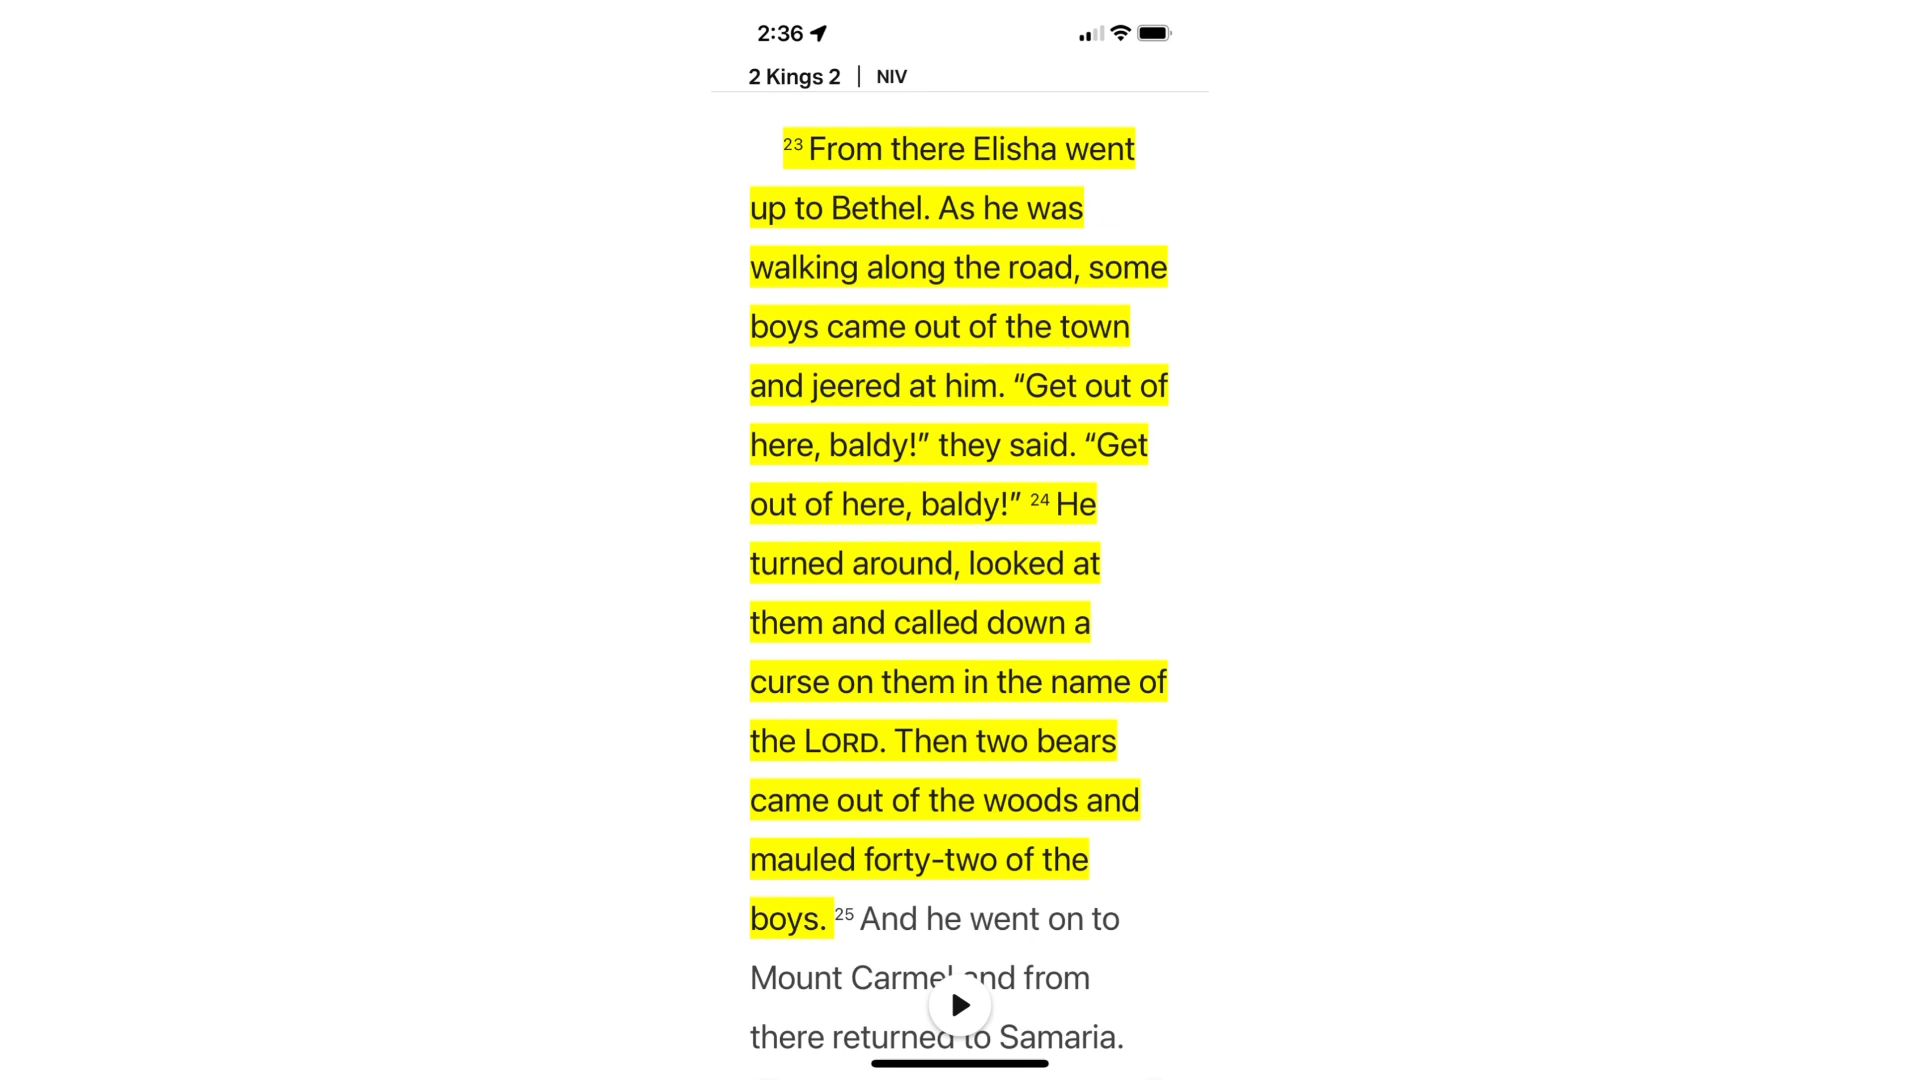 2:36
2 Kings 2 | NIV
23 From there Elisha went
up to Bethel. As he was
walking along the road, some
boys came out of the town
and jeered at him. “Get out of
here, baldy!” they said. “Get
out of here, baldy!” 24 He
turned around, looked at
them and called down a
curse on them in the name of
the LORD. Then two bears
came out of the woods and
mauled forty-two of the
boys. 25 And he went on to
Mount Carmel and from
there returned to Samaria.